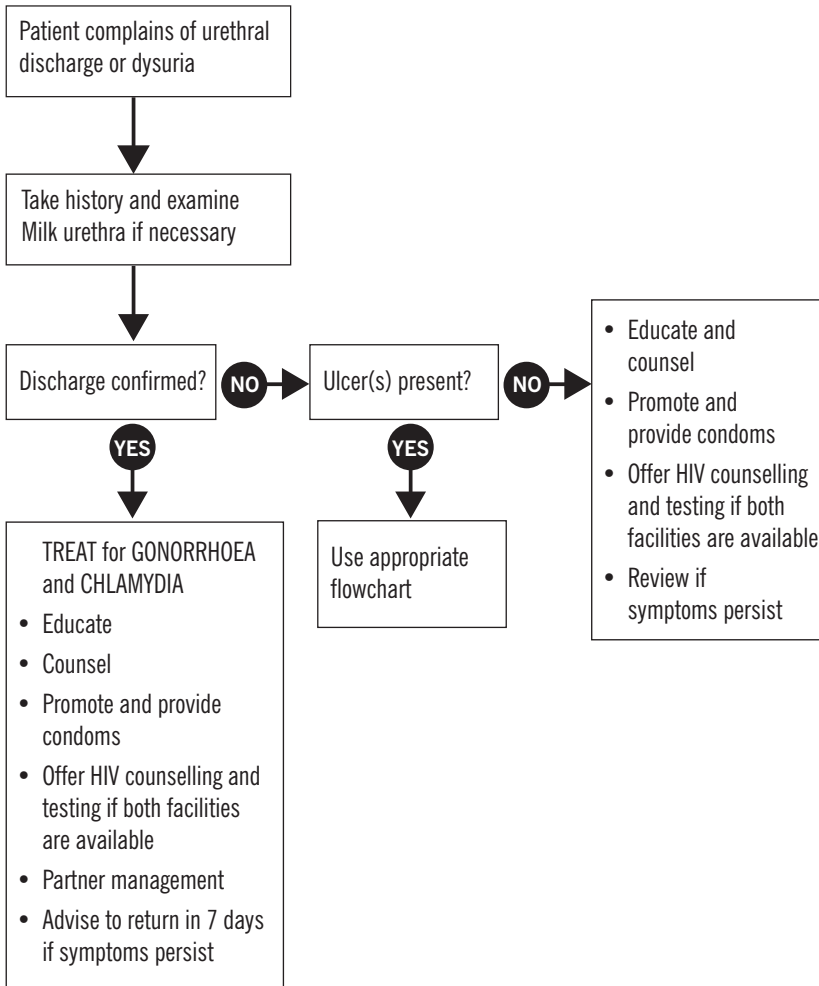 Patient complains of urethral
discharge or dysuria
Take history and examine
Milk urethra if necessary
Discharge confirmed?
NO
Ulcer(s) present?
NO
• Educate and
counsel
• Promote and
provide condoms
• Offer HIV counselling
and testing if both
facilities are available
• Review if
symptoms persist
YES
YES
TREAT for GONORRHOEA
and CHLAMYDIA
• Educate
• Counsel
• Promote and provide
condoms
• Offer HIV counselling and
testing if both facilities
are available
• Partner management
• Advise to return in 7 days
if symptoms persist
Use appropriate
flowchart